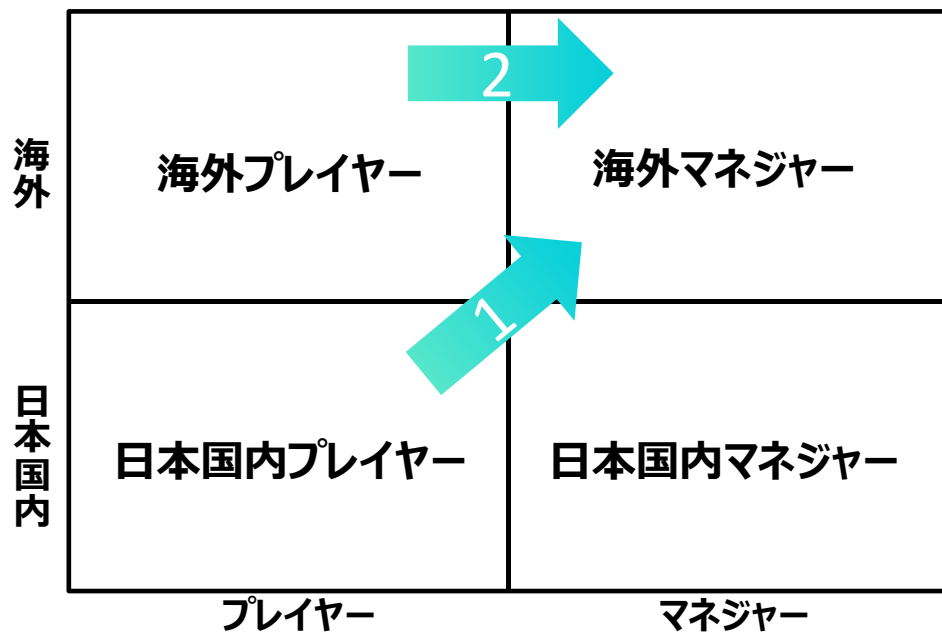 2
海外
海外プレイヤー
海外マネジャー
1
日本国内
日本国内プレイヤー
日本国内マネジャー
プレイヤー
マネジャー